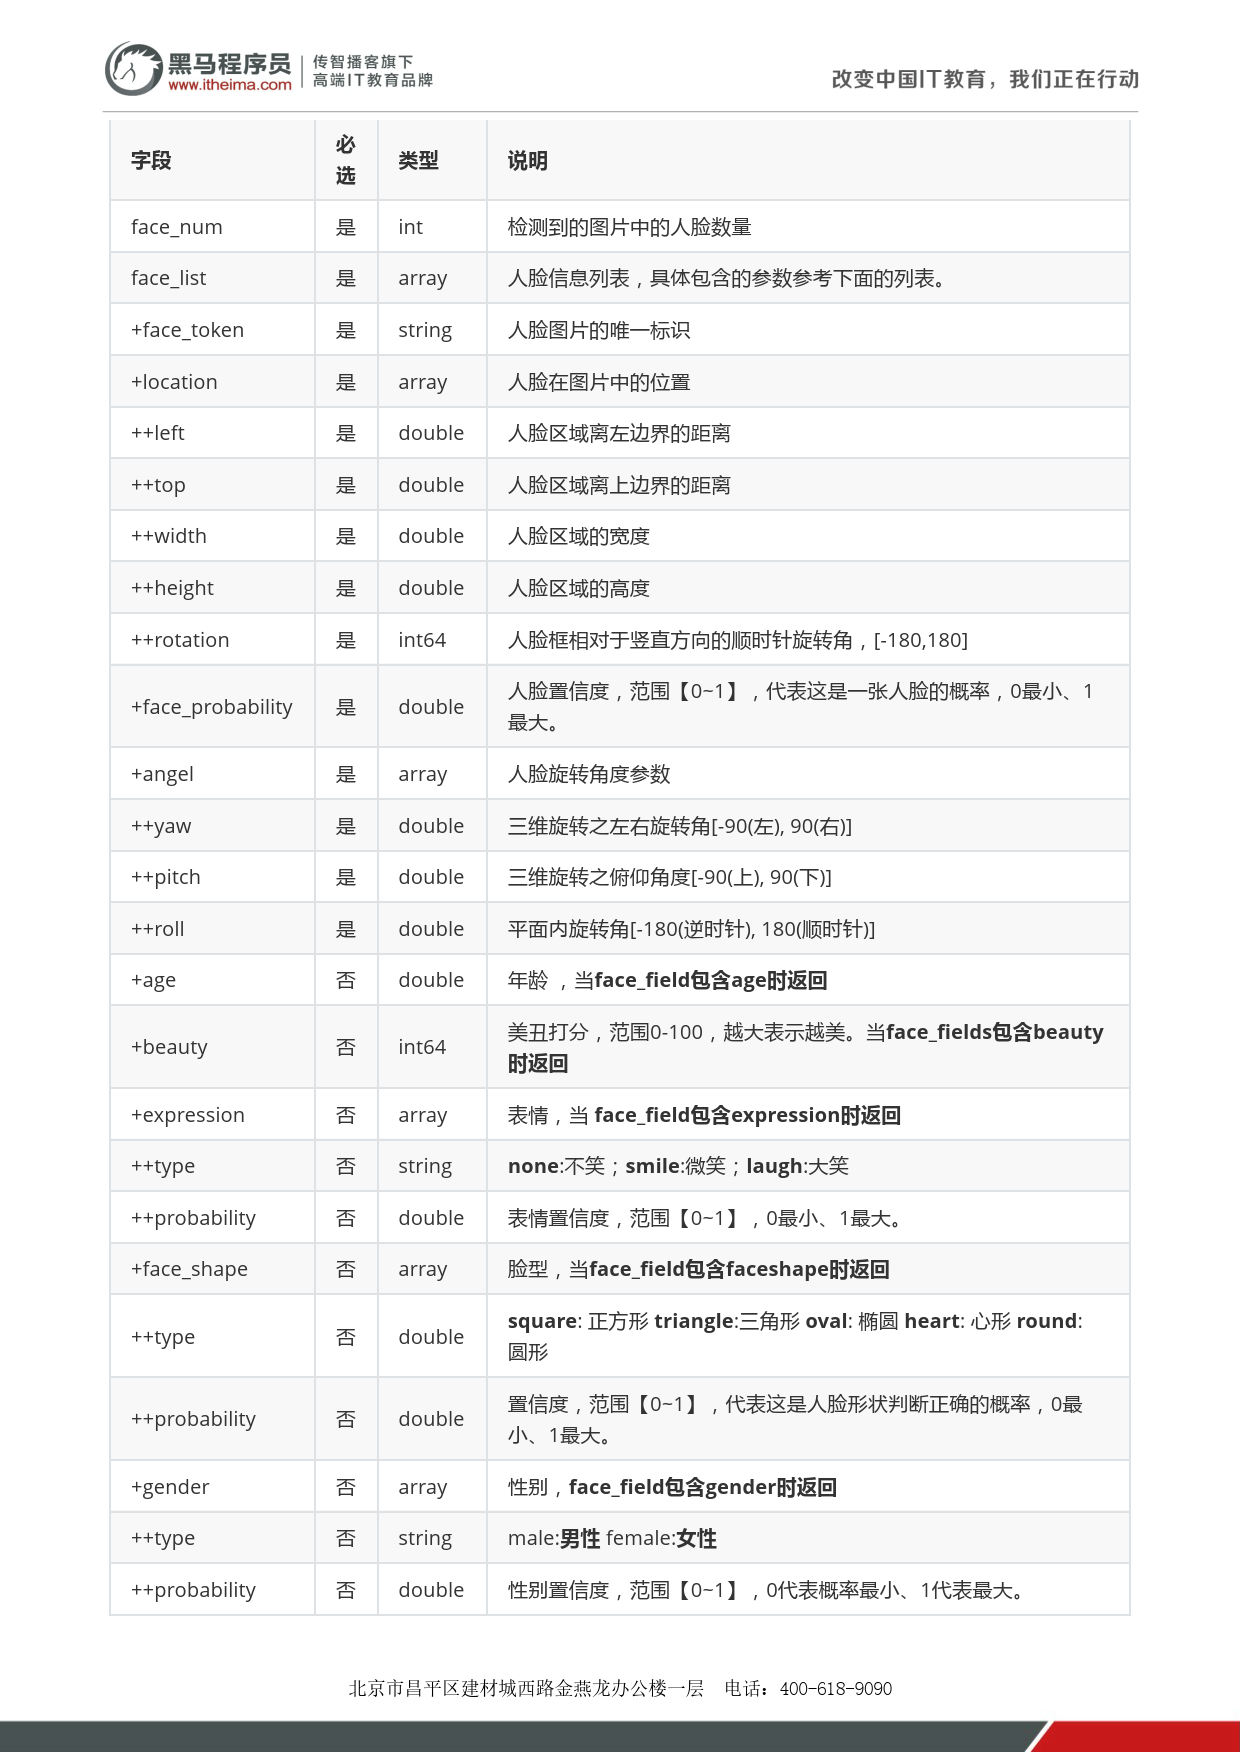 黑马程序员
www.itheima.com
传智播客旗下
高端IT教育品牌
改变中国IT教育，我们正在行动
字段 必选 类型 说明
face_num 是 int 检测到的图片中的人脸数量
face_list 是 array 人脸信息列表，具体包含的参数参考下面的列表。
+face_token 是 string 人脸图片的唯一标识
+location 是 array 人脸在图片中的位置
++left 是 double 人脸区域离左边界的距离
++top 是 double 人脸区域离上边界的距离
++width 是 double 人脸区域的宽度
++height 是 double 人脸区域的高度
++rotation 是 int64 人脸框相对于竖直方向的顺时针旋转角，[-180,180]
+face_probability 是 double 人脸置信度，范围【0~1】，代表这是一张人脸的概率，0最小、1
最大。
+angel 是 array 人脸旋转角度参数
++yaw 是 double 三维旋转之左右旋转角[-90(左), 90(右)]
++pitch 是 double 三维旋转之俯仰角度[-90(上), 90(下)]
++roll 是 double 平面内旋转角[-180(逆时针), 180(顺时针)]
+age 否 double 年龄 ，当face_field包含age时返回
+beauty 否 int64 美丑打分，范围0-100，越大表示越美。当face_fields包含beauty
时返回
+expression 否 array 表情，当 face_field包含expression时返回
++type 否 string none:不笑；smile:微笑；laugh:大笑
++probability 否 double 表情置信度，范围【0~1】，0最小、1最大。
+face_shape 否 array 脸型，当face_field包含faceshape时返回
++type 否 double square: 正方形 triangle:三角形 oval: 椭圆 heart: 心形 round:
圆形
++probability 否 double 置信度，范围【0~1】，代表这是人脸形状判断正确的概率，0最
小、1最大。
+gender 否 array 性别，face_field包含gender时返回
++type 否 string male:男性 female:女性
++probability 否 double 性别置信度，范围【0~1】，0代表概率最小、1代表最大。
北京市昌平区建材城西路金燕龙办公楼一层 电话：400-618-9090